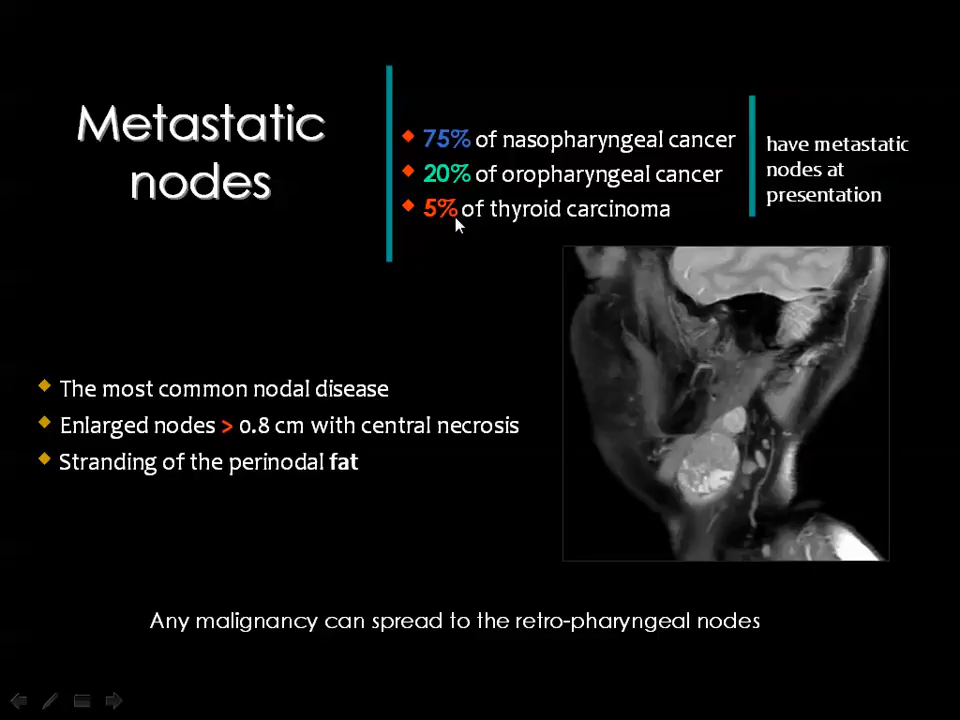 Metastatic
nodes
75% of nasopharyngeal cancer
20% of oropharyngeal cancer
5% of thyroid carcinoma
have metastatic
nodes at
presentation
The most common nodal disease
Enlarged nodes > 0.8 cm with central necrosis
Stranding of the perinodal fat
Any malignancy can spread to the retro-pharyngeal nodes